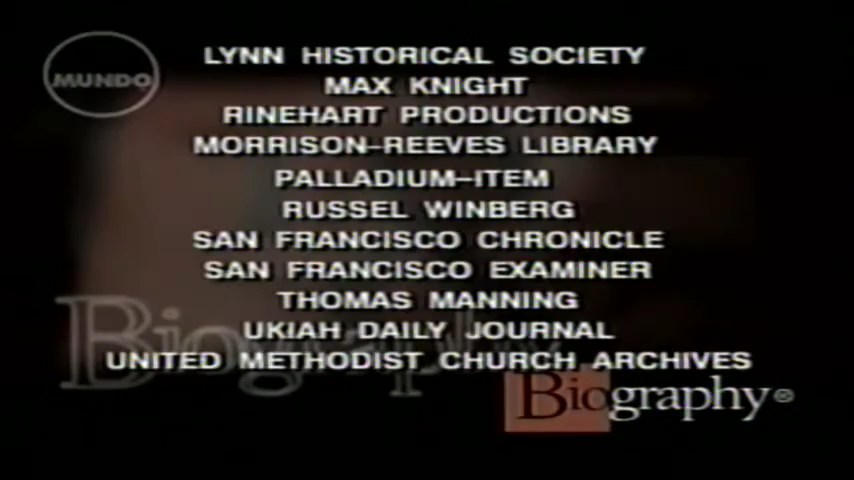 MUNDO
LYNN HISTORICAL SOCIETY
MAX KNIGHT
RINEHART PRODUCTIONS
MORRISON-REEVES LIBRARY
PALLADIUM-ITEM
RUSSEL WINBERG
SAN FRANCISCO CHRONICLE
SAN FRANCISCO EXAMINER
THOMAS MANNING
UKIAH DAILY JOURNAL
UNITED METHODIST CHURCH ARCHIVES
Biography
Biography®